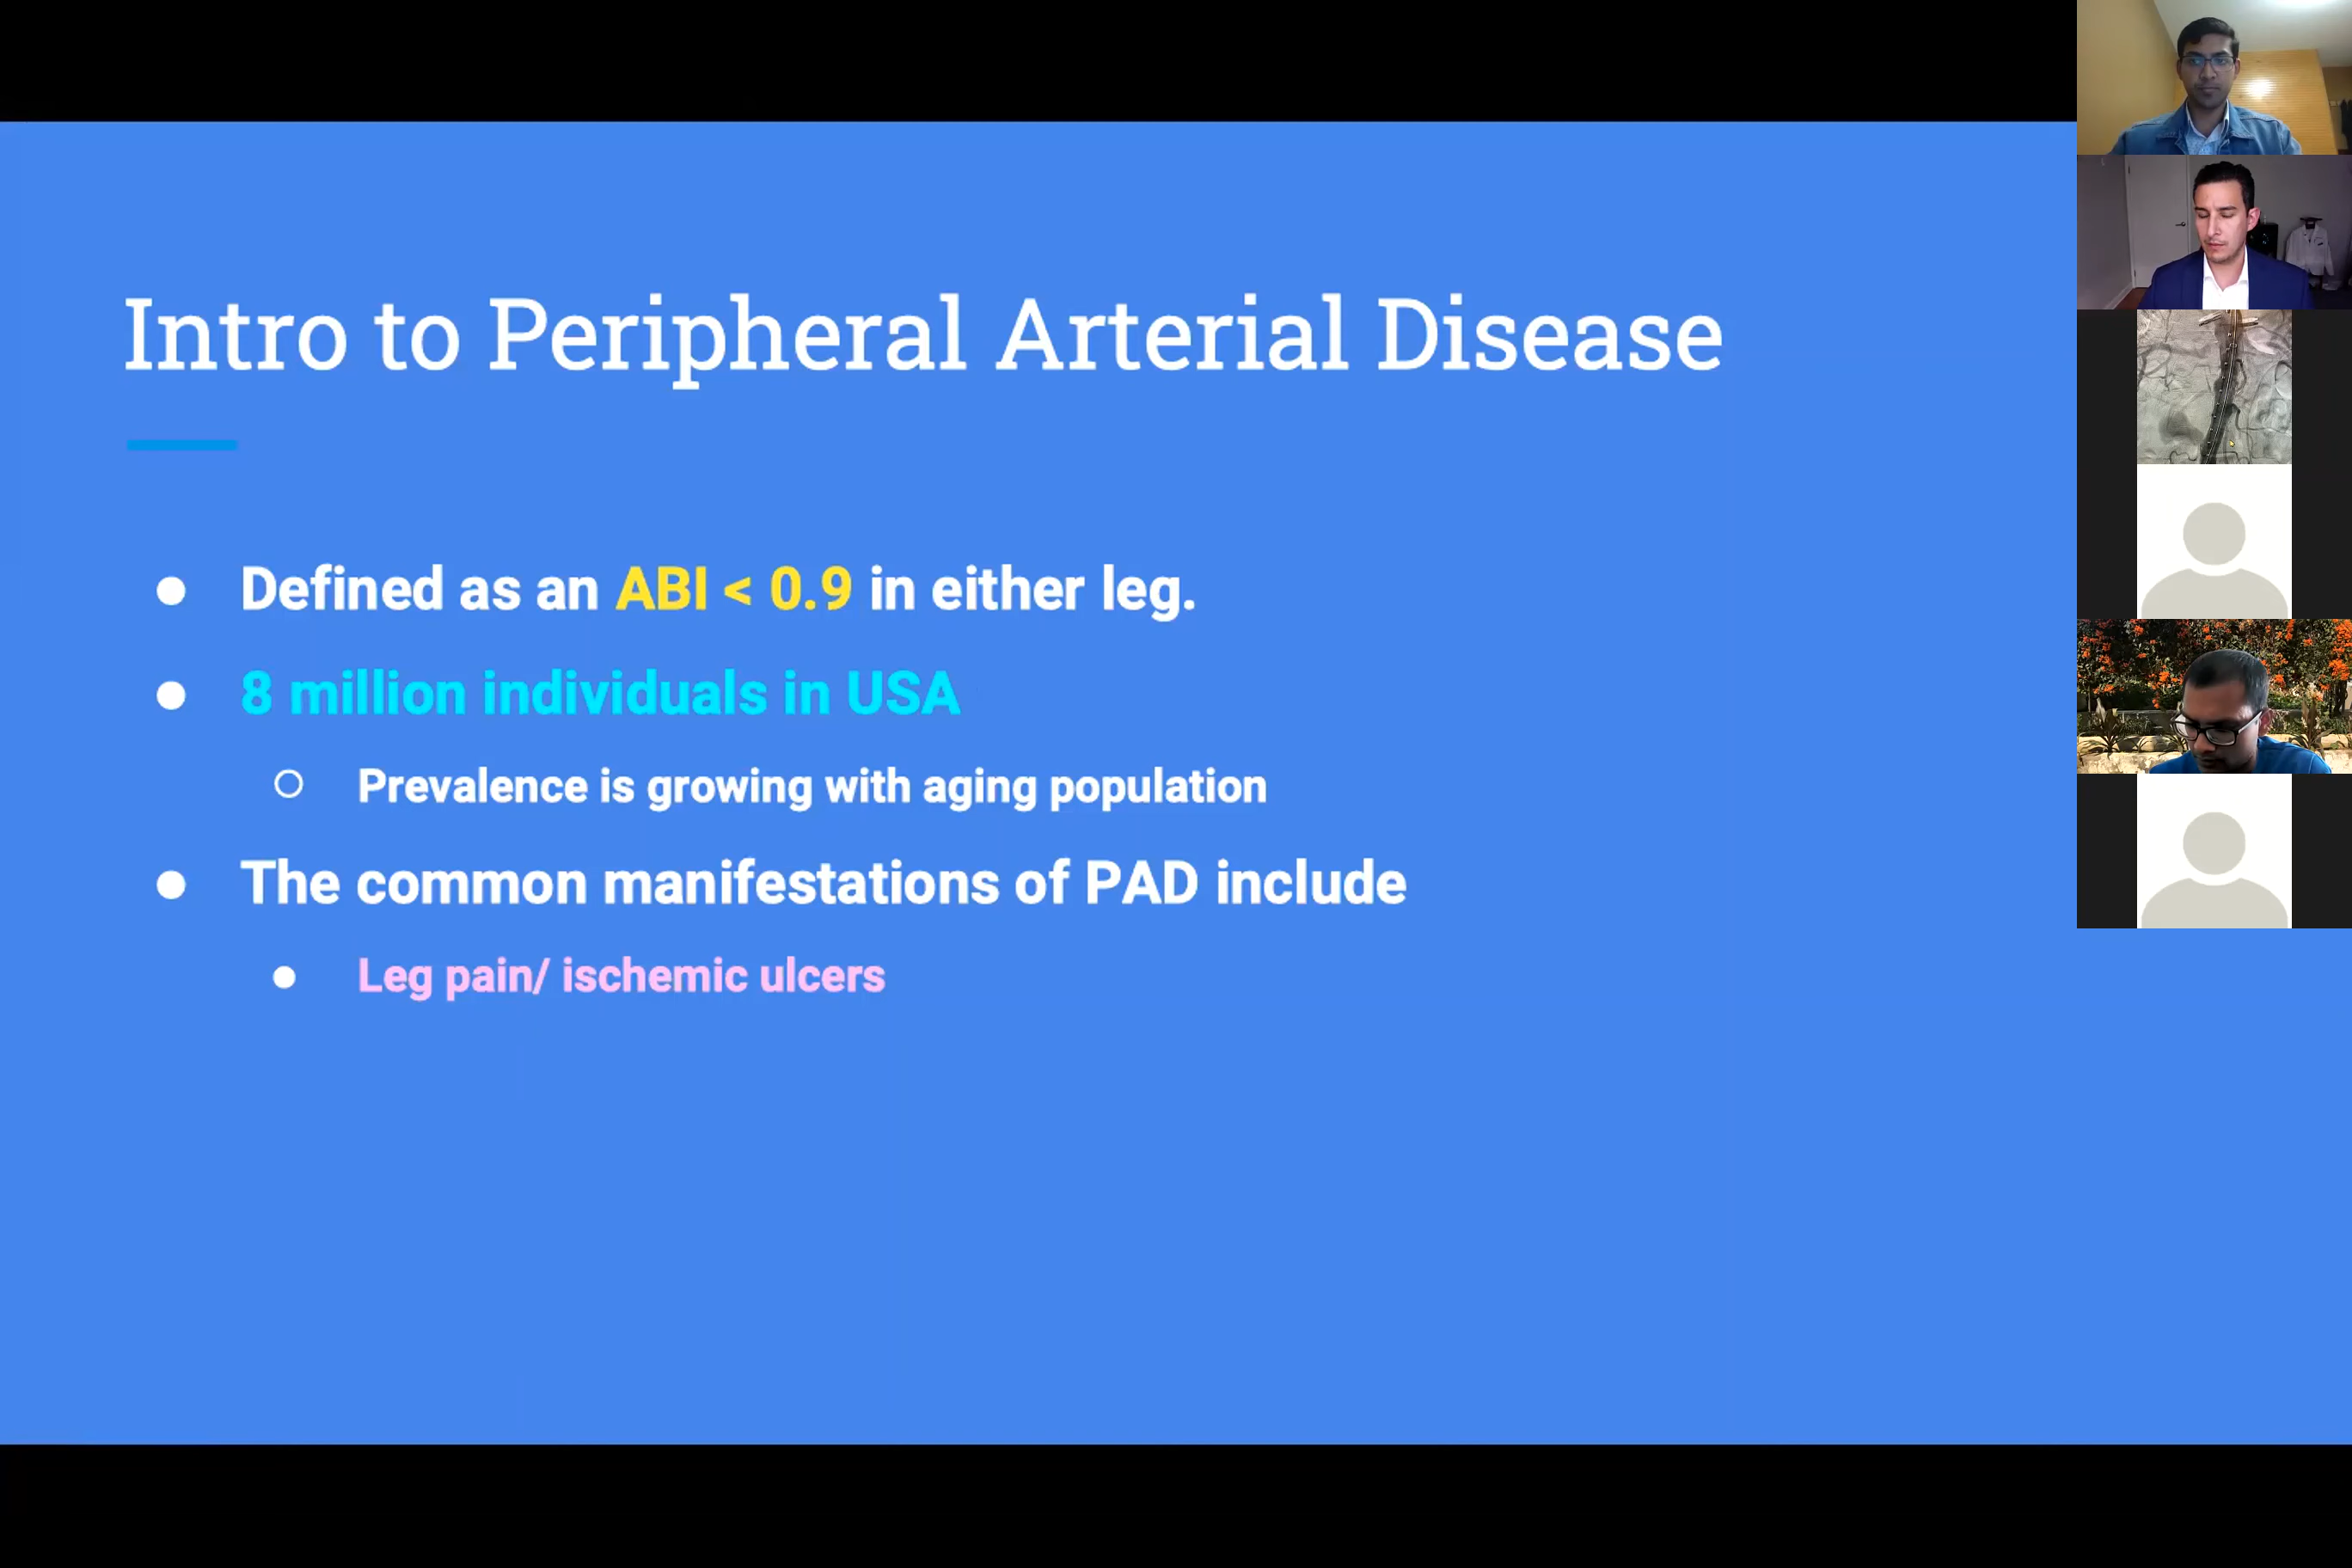 Intro to Peripheral Arterial Disease
Defined as an ABI < 0.9 in either leg.
8 million individuals in USA
Prevalence is growing with aging population
The common manifestations of PAD include
Leg pain/ ischemic ulcers